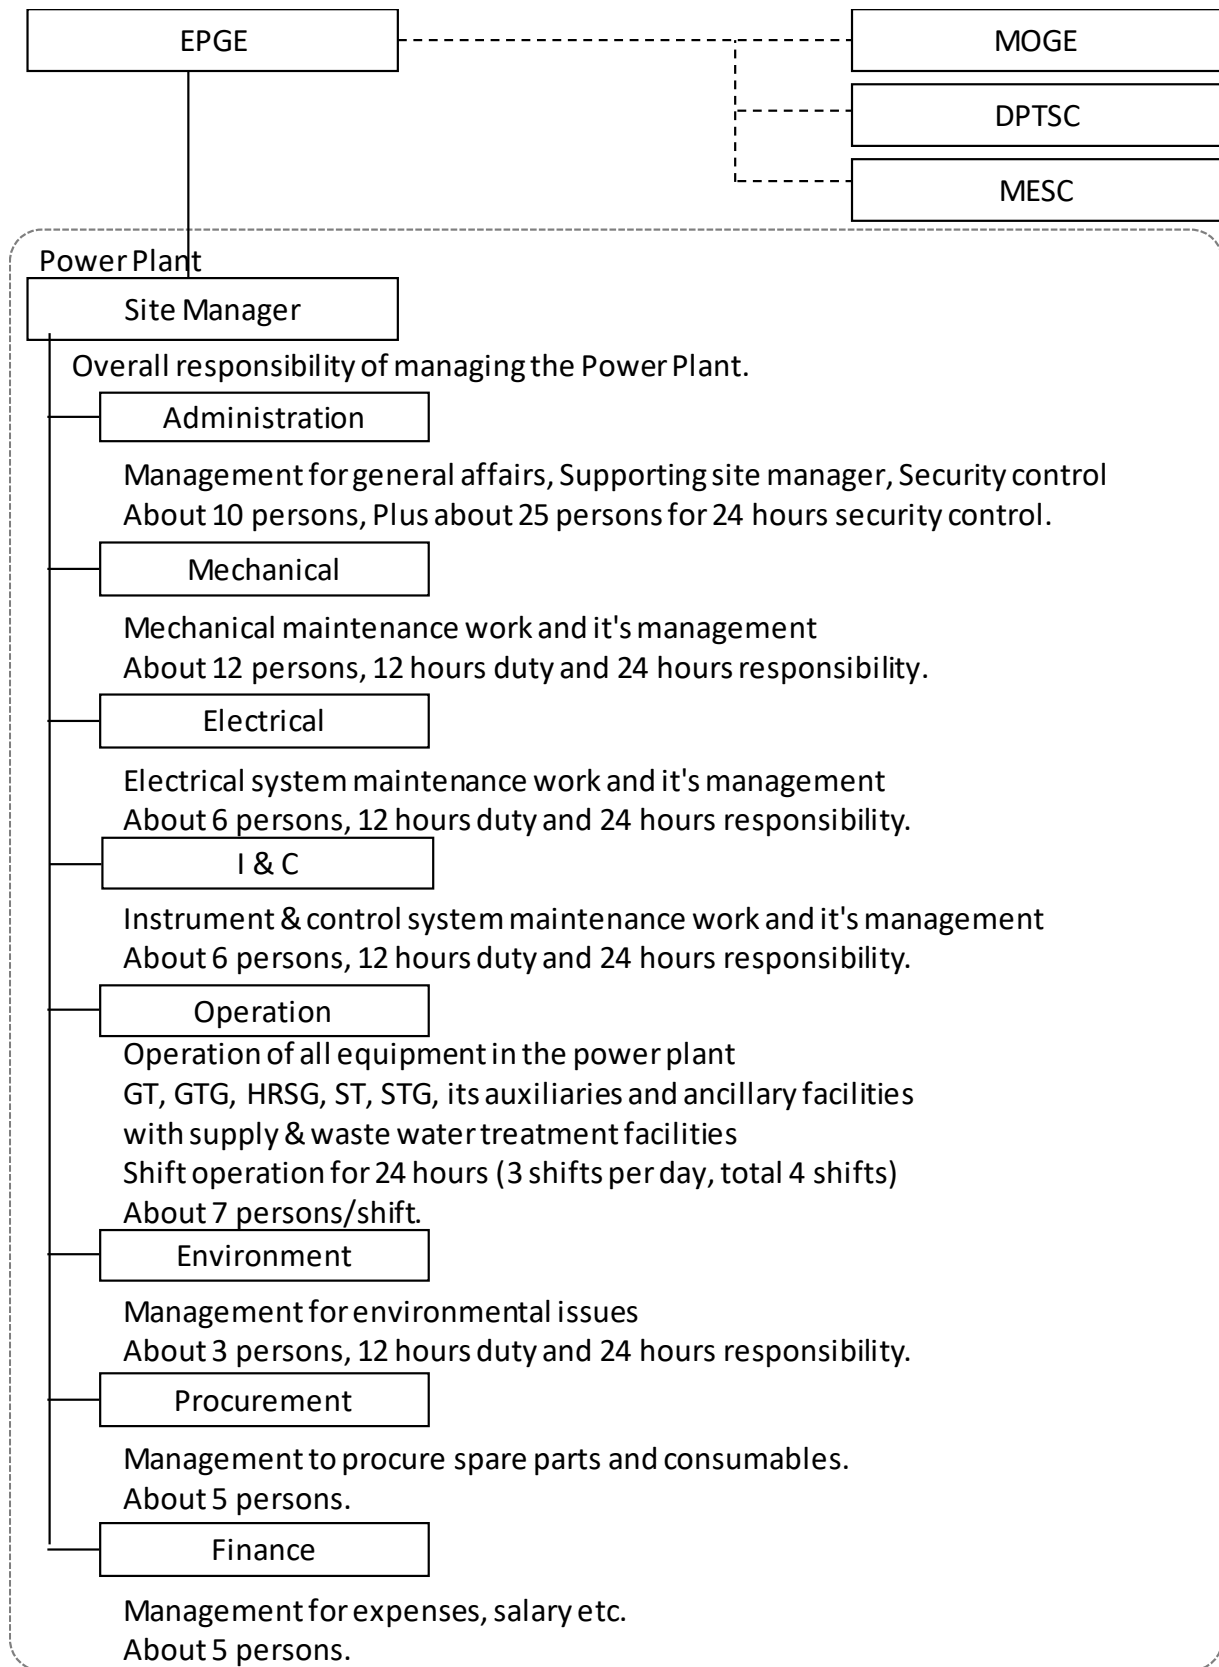 EPGE
MOGE
DPTSC
MESC
Power Plant
Site Manager
Overall responsibility of managing the Power Plant.
Administration
Management for general affairs, Supporting site manager, Security control
About 10 persons, Plus about 25 persons for 24 hours security control.
Mechanical
Mechanical maintenance work and it's management
About 12 persons, 12 hours duty and 24 hours responsibility.
Electrical
Electrical system maintenance work and it's management
About 6 persons, 12 hours duty and 24 hours responsibility.
I & C
Instrument & control system maintenance work and it's management
About 6 persons, 12 hours duty and 24 hours responsibility.
Operation
Operation of all equipment in the power plant
GT, GTG, HRSG, ST, STG, its auxiliaries and ancillary facilities
with supply & waste water treatment facilities
Shift operation for 24 hours (3 shifts per day, total 4 shifts)
About 7 persons/shift.
Environment
Management for environmental issues
About 3 persons, 12 hours duty and 24 hours responsibility.
Procurement
Management to procure spare parts and consumables.
About 5 persons.
Finance
Management for expenses, salary etc.
About 5 persons.